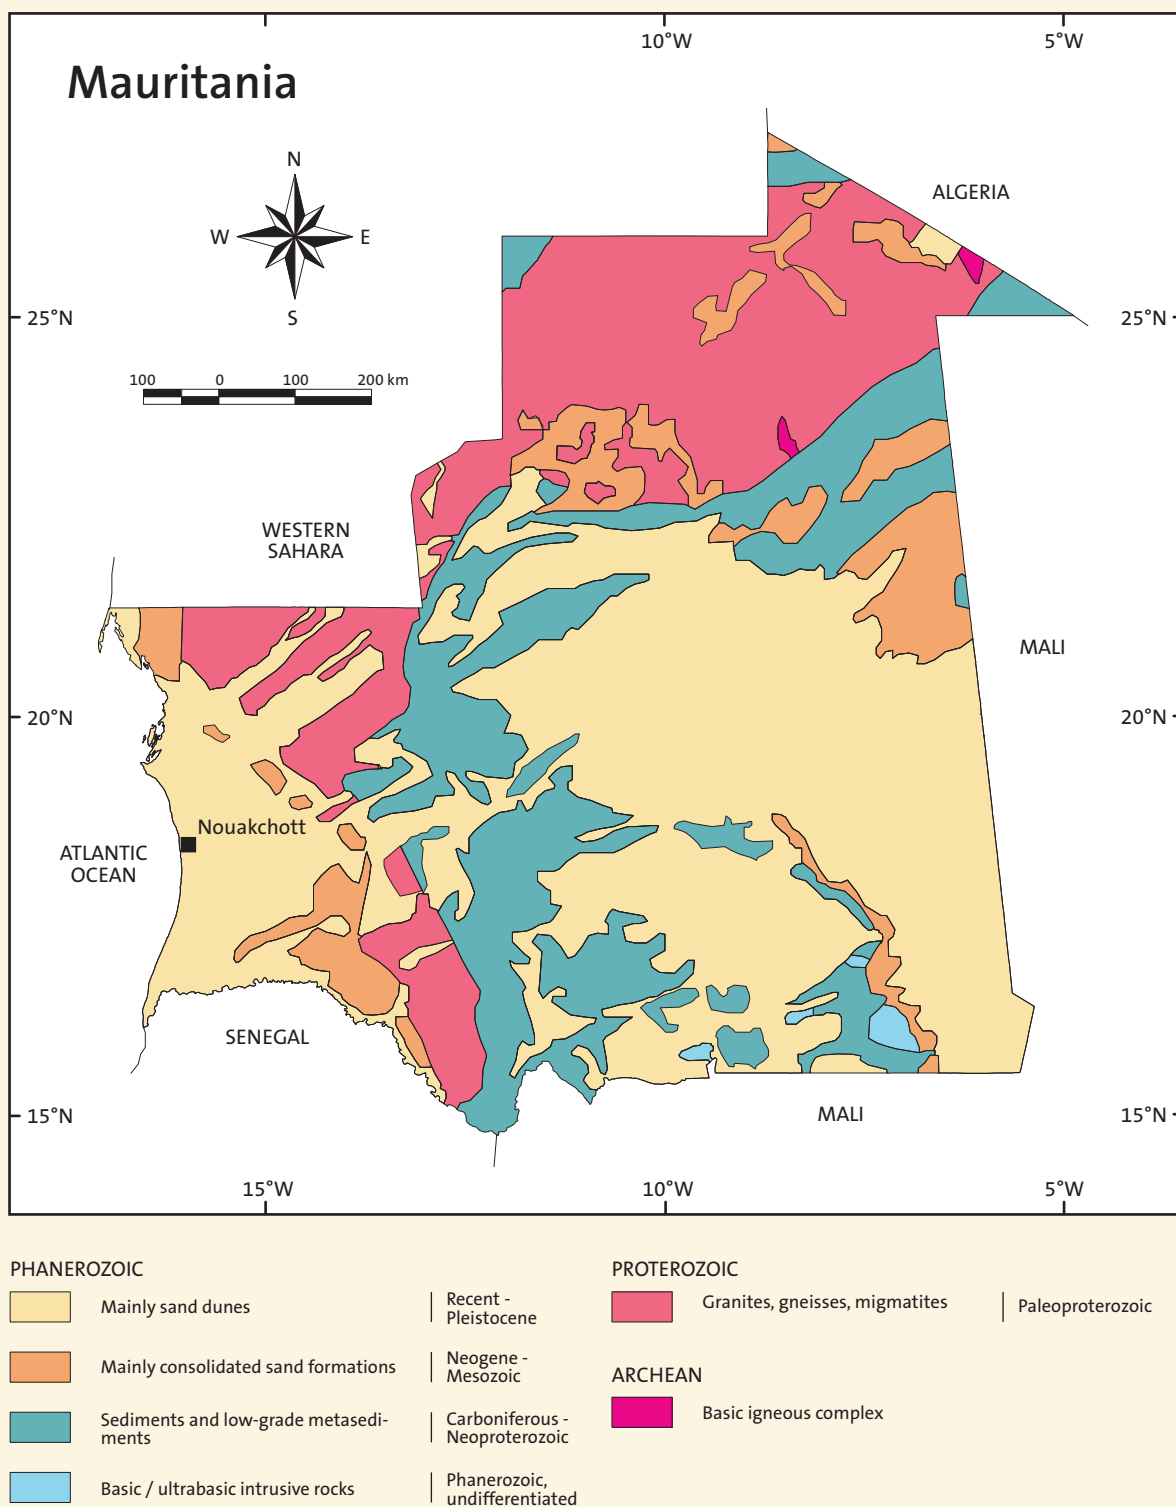 10°W
5°W
Mauritania
N
W
E
S
ALGERIA
25°N
25°N
100
0
100
200 km
WESTERN
SAHARA
MALI
20°N
20°N
Nouakchott
ATLANTIC
OCEAN
SENEGAL
MALI
15°N
15°N
15°W
10°W
5°W
PHANEROZOIC
Mainly sand dunes
Recent -
Pleistocene
Mainly consolidated sand formations
Neogene -
Mesozoic
Sediments and low-grade metasedi-
ments
Carboniferous -
Neoproterozoic
Basic / ultrabasic intrusive rocks
Phanerozoic,
undifferentiated
PROTEROZOIC
Granites, gneisses, migmatites
Paleoproterozoic
ARCHEAN
Basic igneous complex